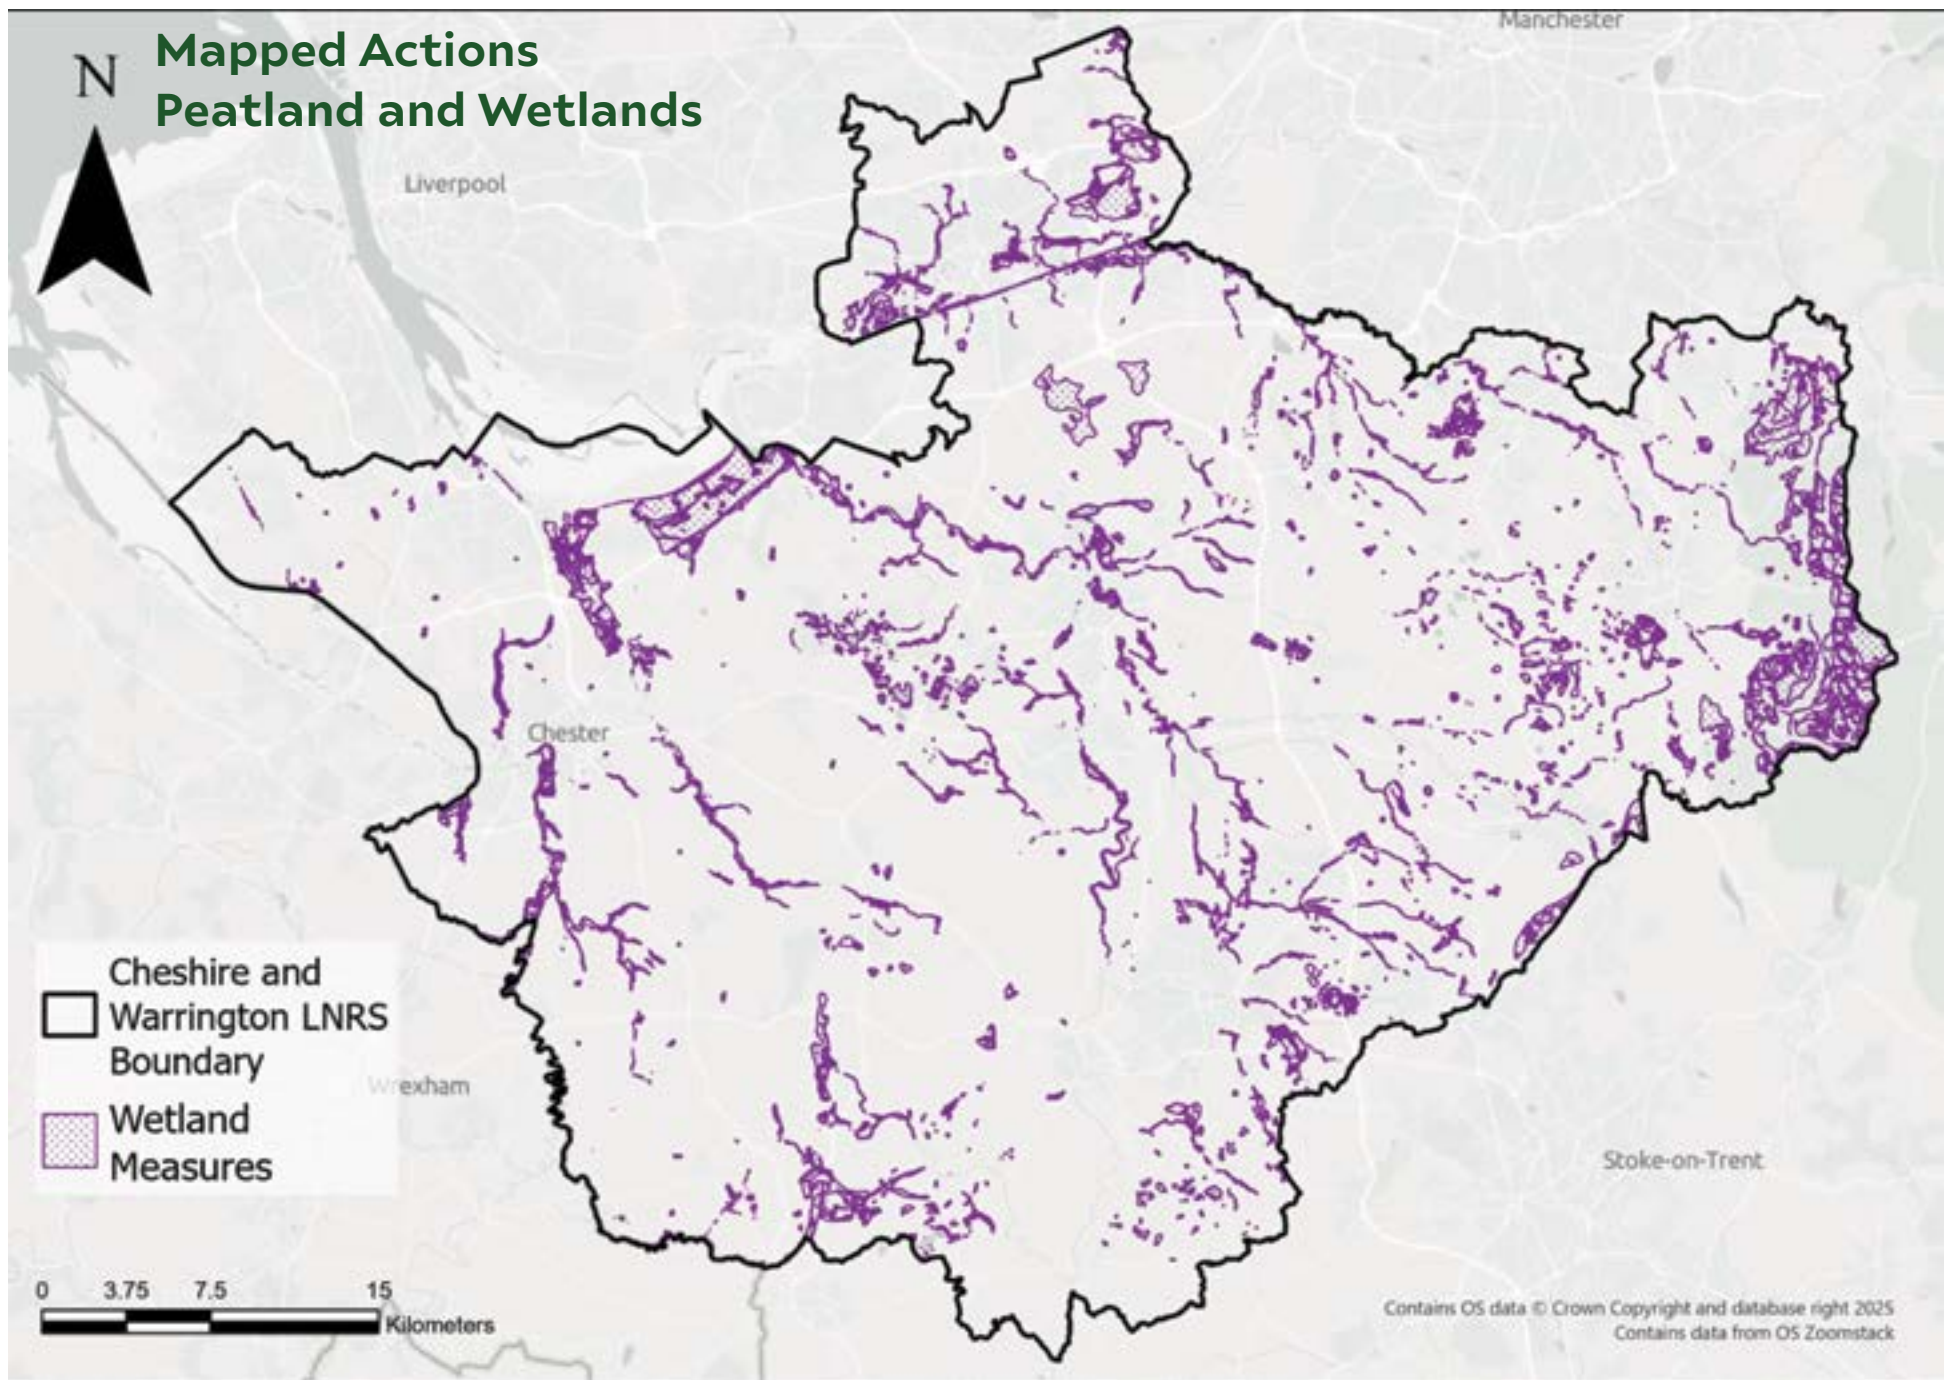 Mapped Actions
Peatland and Wetlands
N
Manchester
Liverpool
Chester
Wrexham
Stoke-on-Trent
Cheshire and
Warrington LNRS
Boundary
Wetland
Measures
0 3.75 7.5 15
Kilometers
Contains OS data © Crown Copyright and database right 2025
Contains data from OS Zoomstack